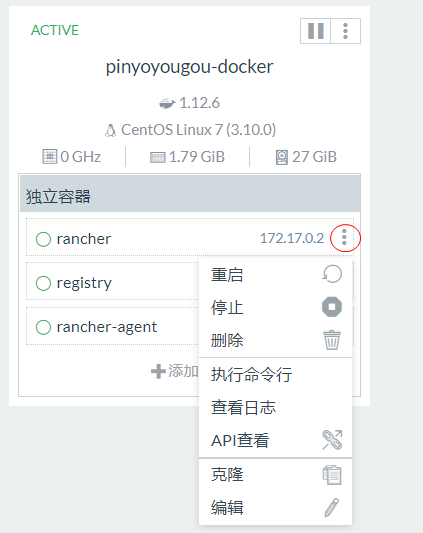 ACTIVE
pinyoyougou-docker
1.12.6
CentOS Linux 7 (3.10.0)
0 GHz 1.79 GiB 27 GiB
独立容器
rancher 172.17.0.2
registry
rancher-agent
添加
重启
停止
删除
执行命令行
查看日志
API查看
克隆
编辑